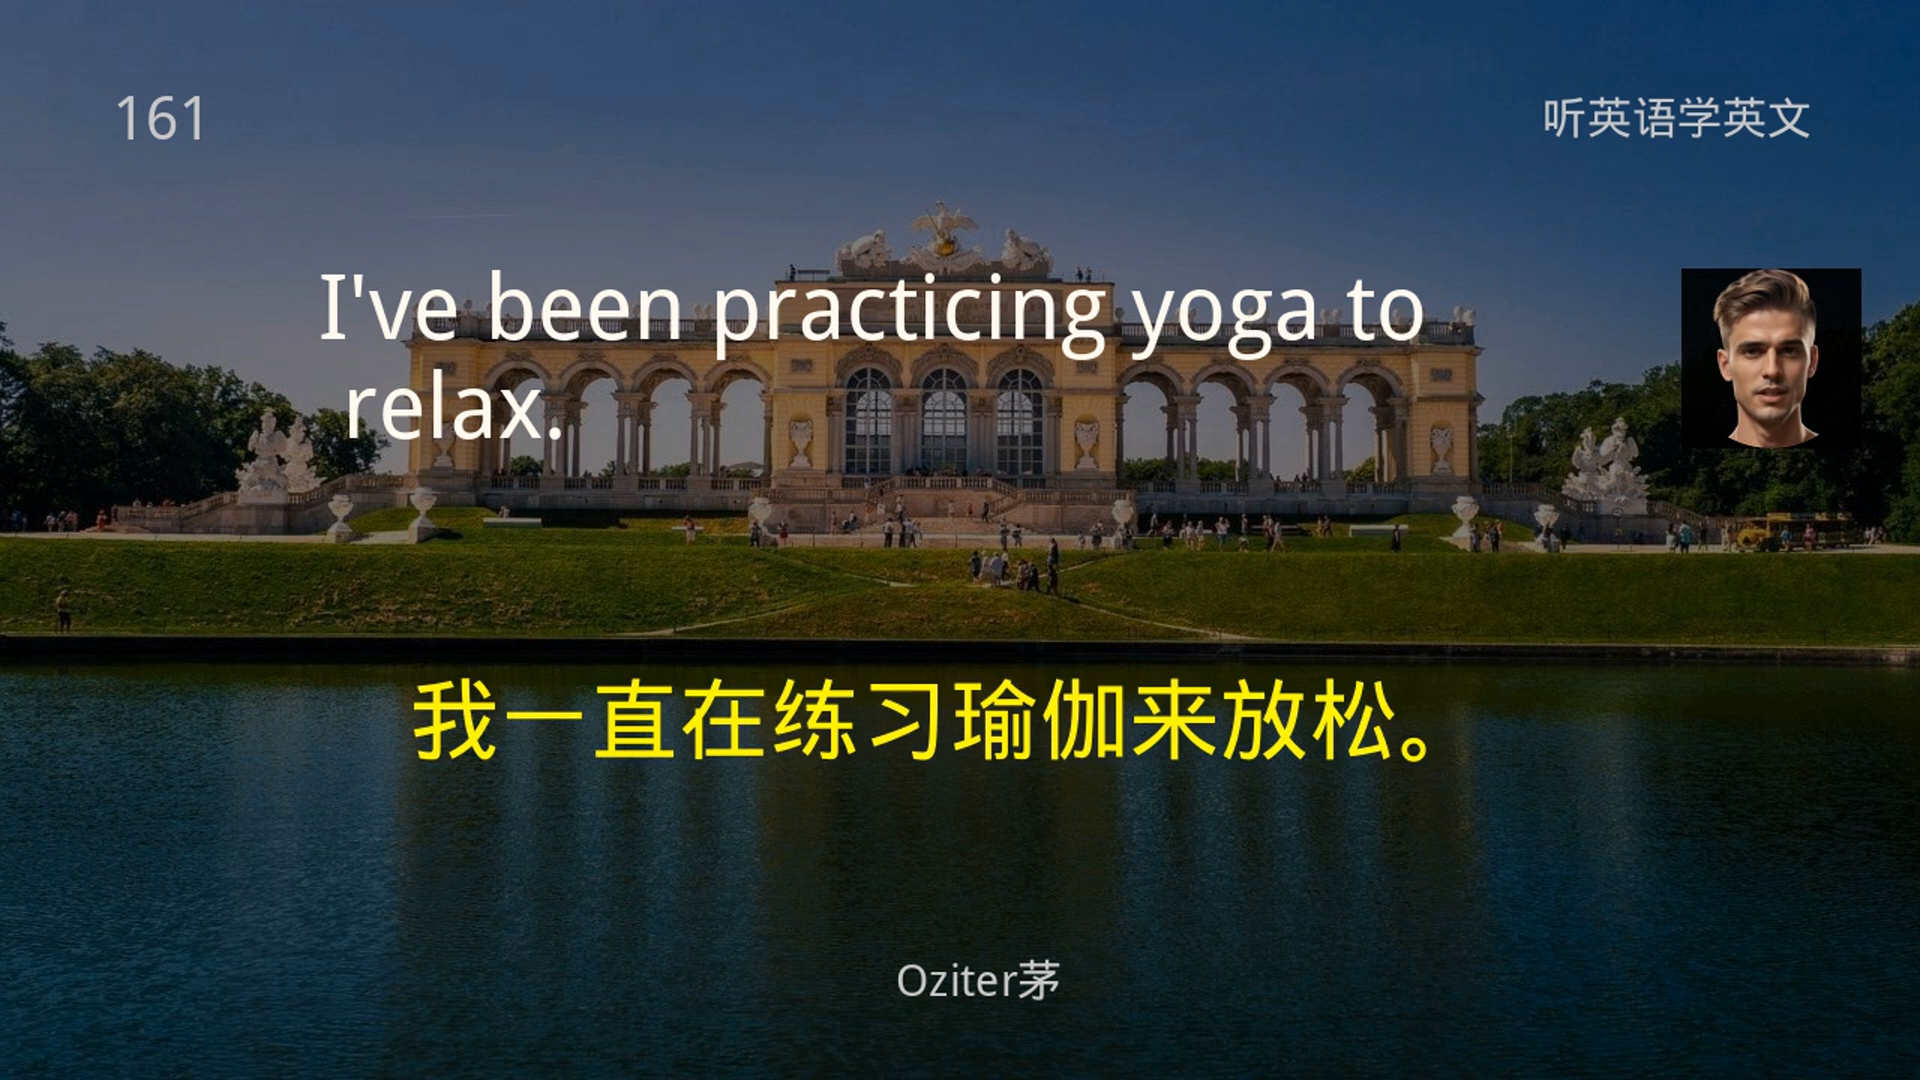 161
听英语学英文
I've been practicing yoga to
relax.
我一直在练习瑜伽来放松。
Oziter茅